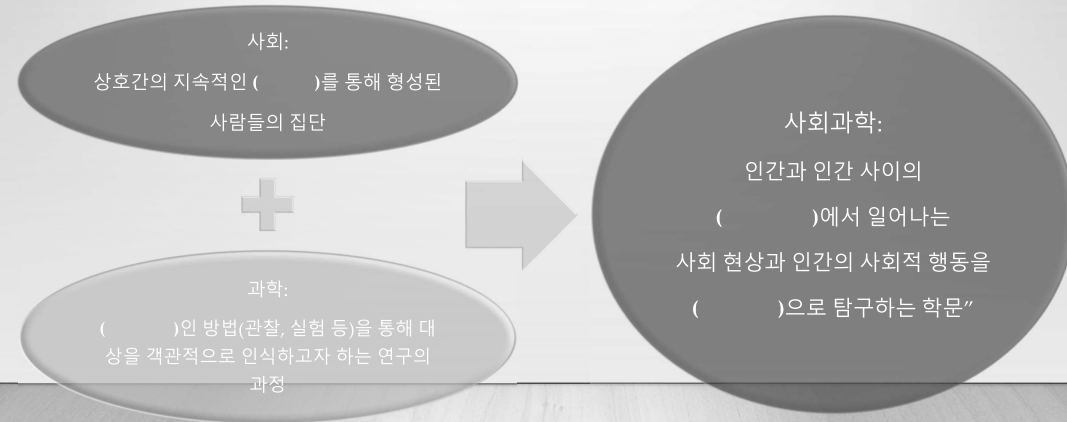 사회:
상호간의 지속적인 (          )를 통해 형성된
사람들의 집단
과학:
(            )인 방법(관찰, 실험 등)을 통해 대
상을 객관적으로 인식하고자 하는 연구의
과정
사회과학:
인간과 인간 사이의
(              )에서 일어나는
사회 현상과 인간의 사회적 행동을
(            )으로 탐구하는 학문”